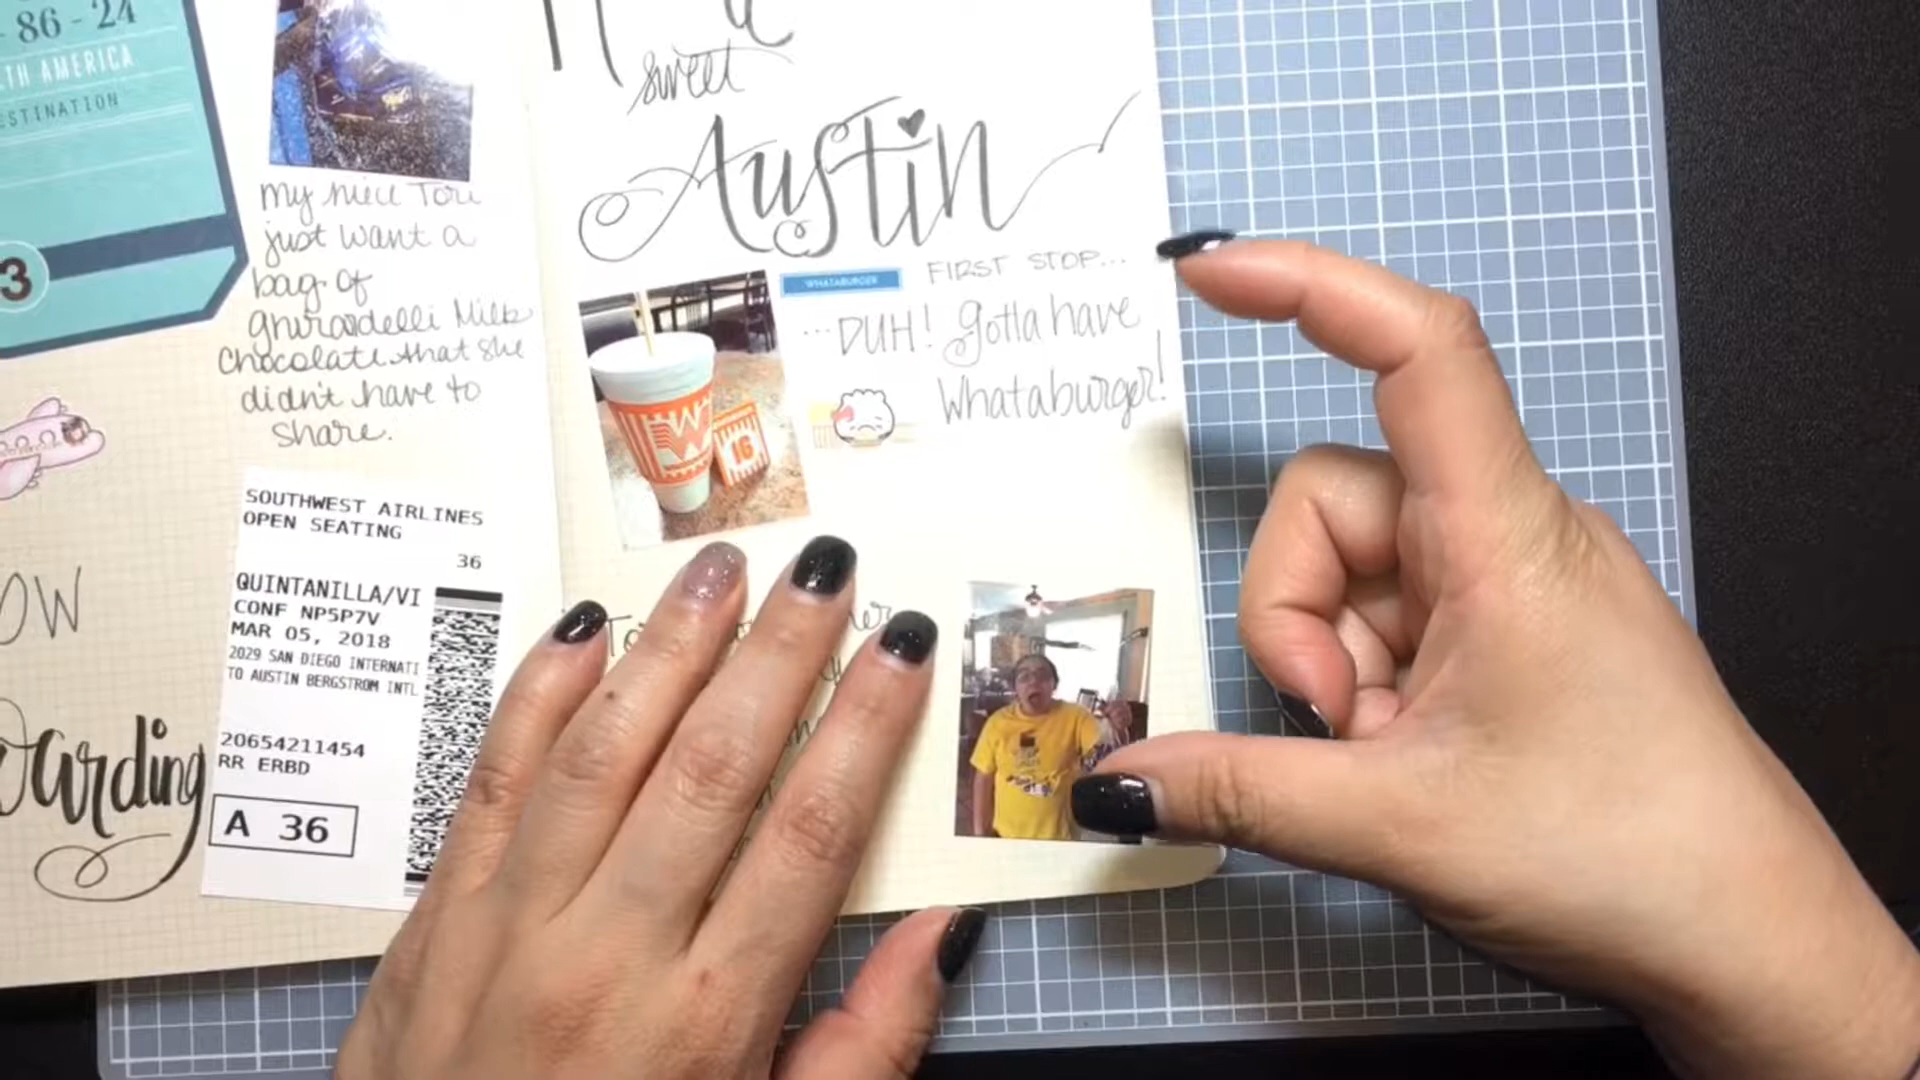 86 - 24
TH AMERICA
ESTINATION
3
my niece Tori
just want a
bag of
ghirardelli Milk
Chocolate that she
didn't have to
share.
SOUTHWEST AIRLINES
OPEN SEATING
36
QUINTANILLA/VI
CONF NP5P7V
MAR 05, 2018
2029 SAN DIEGO INTERNATI
TO AUSTIN BERGSTROM INTL
20654211454
RR ERBD
A 36
OW
oarding
sweet
Austin
WHATABURGER
FIRST STOP...
...DUH! Gotta have
Whataburger!
16